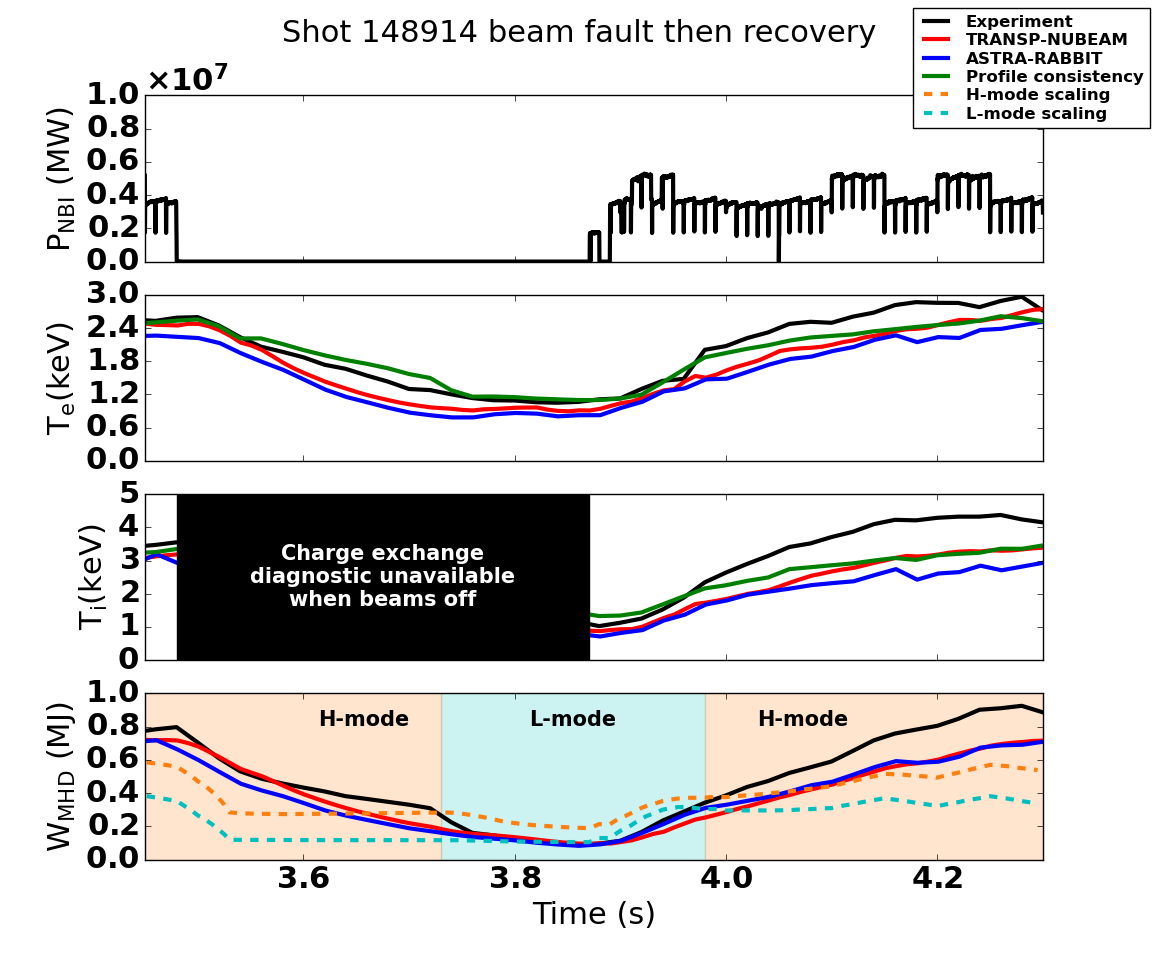 Shot 148914 beam fault then recovery
Experiment
TRANSP-NUBEAM
ASTRA-RABBIT
Profile consistency
H-mode scaling
L-mode scaling
×10⁷
1.0
0.8
0.6
0.4
0.2
0.0
P_NBI (MW)
3.0
2.4
1.8
1.2
0.6
0.0
T_e(keV)
5
4
3
2
1
0
T_i(keV)
Charge exchange
diagnostic unavailable
when beams off
1.0
0.8
0.6
0.4
0.2
0.0
W_MHD (MJ)
H-mode L-mode H-mode
3.6 3.8 4.0 4.2
Time (s)